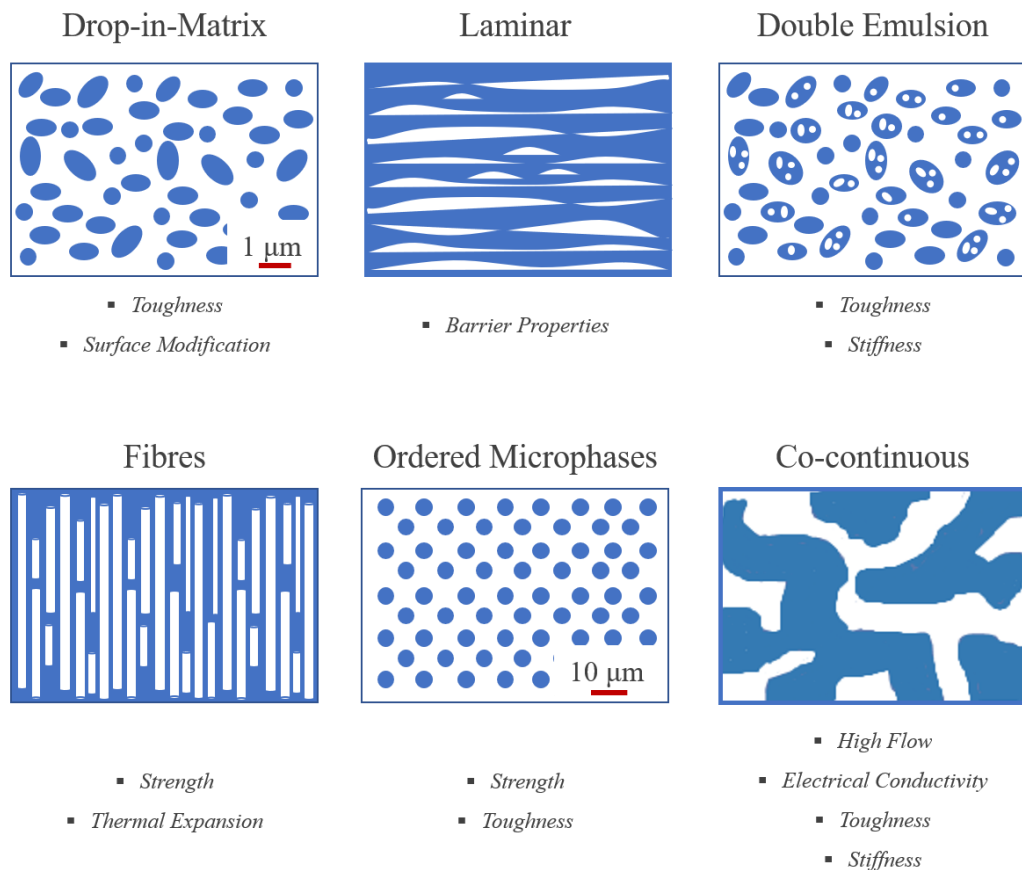 Drop-in-Matrix
Laminar
Double Emulsion
1 μm
▪ Toughness
▪ Surface Modification
▪ Barrier Properties
▪ Toughness
▪ Stiffness
Fibres
Ordered Microphases
Co-continuous
10 μm
▪ Strength
▪ Thermal Expansion
▪ Strength
▪ Toughness
▪ High Flow
▪ Electrical Conductivity
▪ Toughness
▪ Stiffness